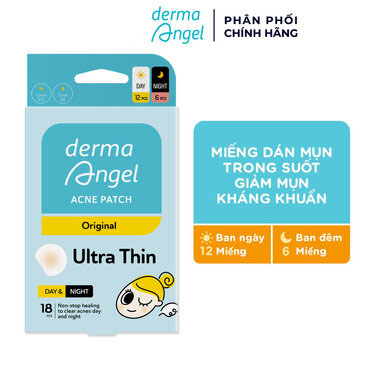 derma
Angel
PHÂN PHỐI
CHÍNH HÃNG
DAY
NIGHT
12 PCS
6 PCS
derma
Angel
ACNE PATCH
Original
Ultra Thin
DAY & NIGHT
18 PCS
Non-stop healing
to clear acnes day
and night
MIẾNG DÁN MỤN
TRONG SUỐT
GIẢM MỤN
KHÁNG KHUẨN
Ban ngày
12 Miếng
Ban đêm
6 Miếng